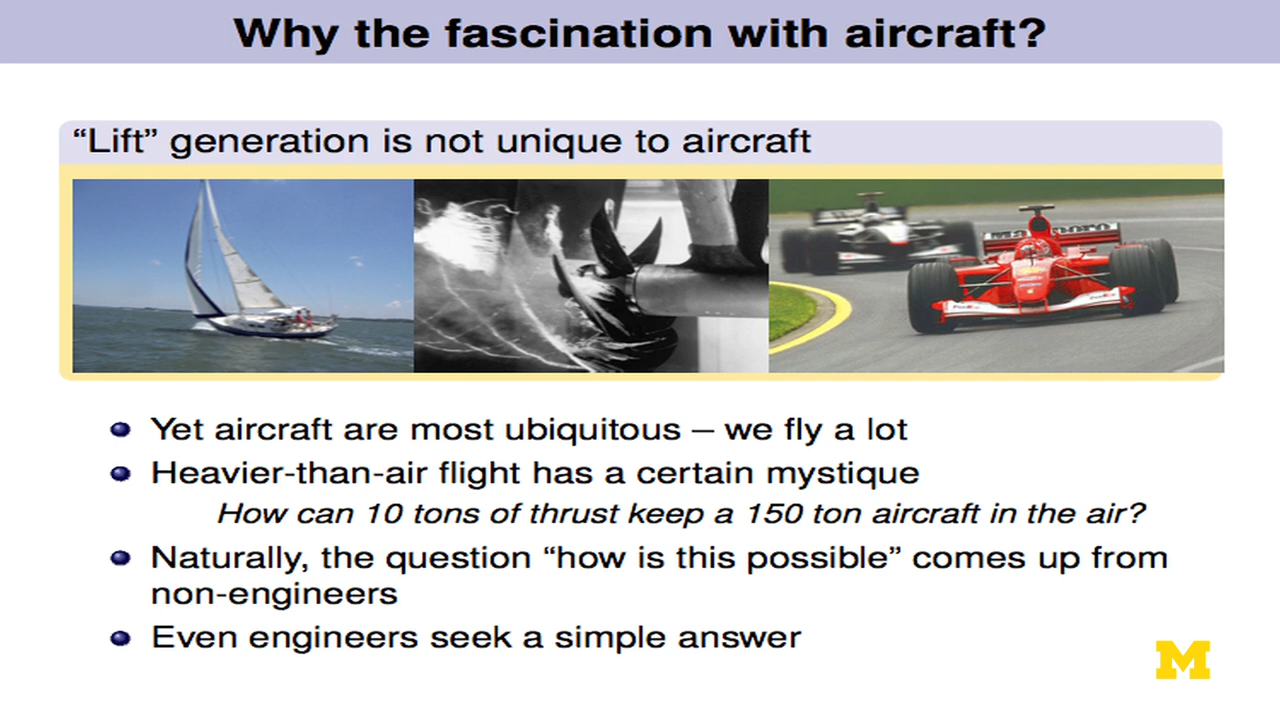 Why the fascination with aircraft?
“Lift” generation is not unique to aircraft
Marlboro
Yet aircraft are most ubiquitous – we fly a lot
Heavier-than-air flight has a certain mystique
How can 10 tons of thrust keep a 150 ton aircraft in the air?
Naturally, the question “how is this possible” comes up from
non-engineers
Even engineers seek a simple answer
M